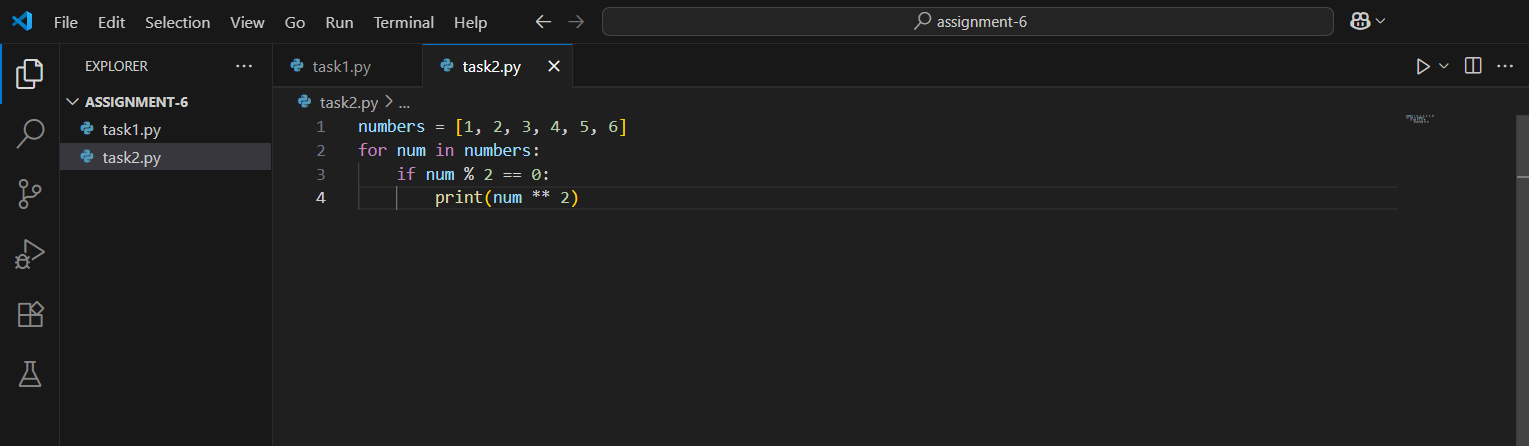 File Edit Selection View Go Run Terminal Help
assignment-6
EXPLORER
ASSIGNMENT-6
task1.py
task2.py
task1.py task2.py
task2.py > ...
1 numbers = [1, 2, 3, 4, 5, 6]
2 for num in numbers:
3     if num % 2 == 0:
4         print(num ** 2)